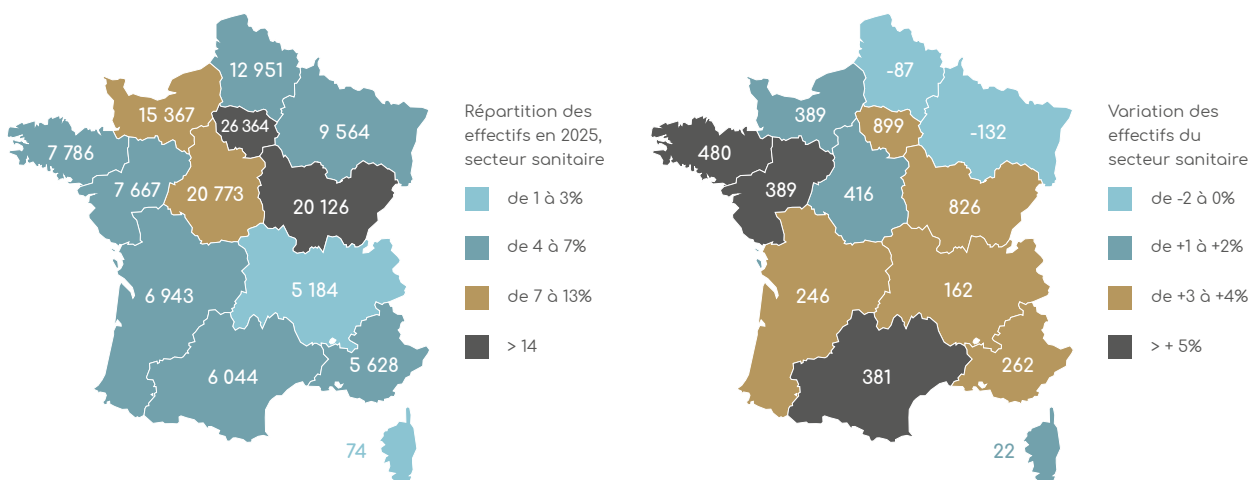 12 951
15 367
26 364
9 564
7 786
7 667
20 773
20 126
6 943
5 184
6 044
5 628
74
Répartition des
effectifs en 2025,
secteur sanitaire
de 1 à 3%
de 4 à 7%
de 7 à 13%
> 14
-87
389
899
-132
480
389
416
826
246
162
381
262
22
Variation des
effectifs du
secteur sanitaire
de -2 à 0%
de +1 à +2%
de +3 à +4%
> + 5%